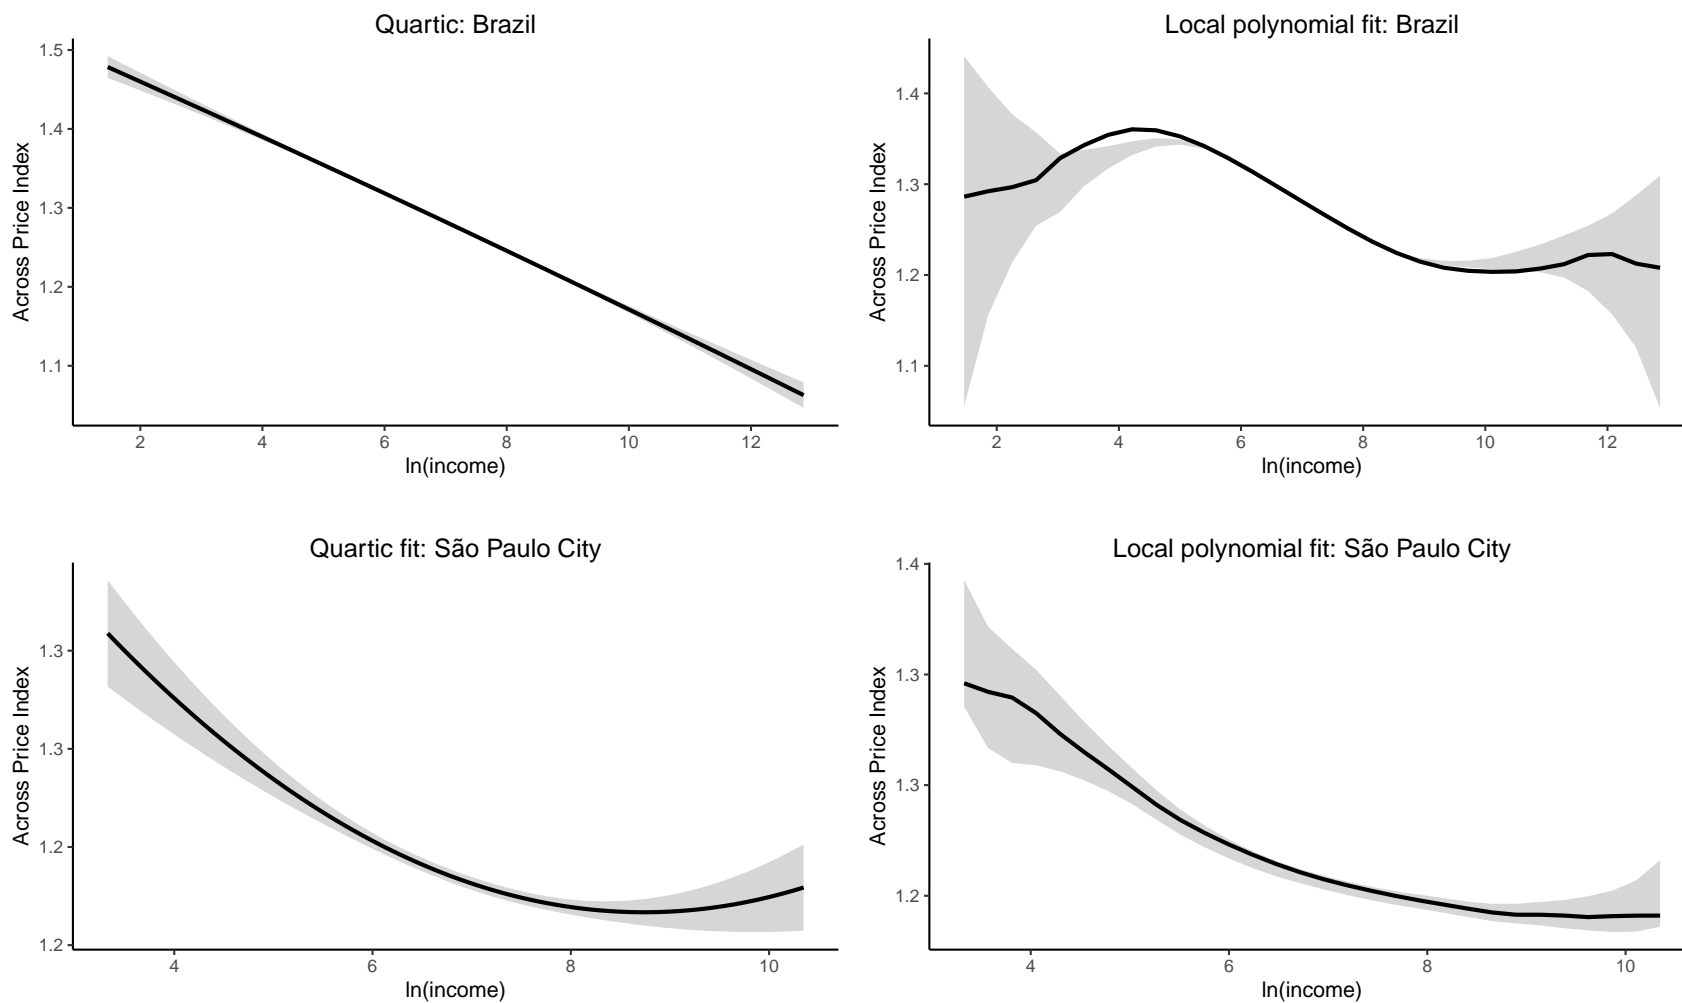 Quartic: Brazil
1.5
1.4
1.3
1.2
1.1
Across Price Index
2 4 6 8 10 12
ln(income)
Local polynomial fit: Brazil
1.4
1.3
1.2
1.1
Across Price Index
2 4 6 8 10 12
ln(income)
Quartic fit: São Paulo City
1.3
1.3
1.2
1.2
Across Price Index
4 6 8 10
ln(income)
Local polynomial fit: São Paulo City
1.4
1.3
1.3
1.2
Across Price Index
4 6 8 10
ln(income)